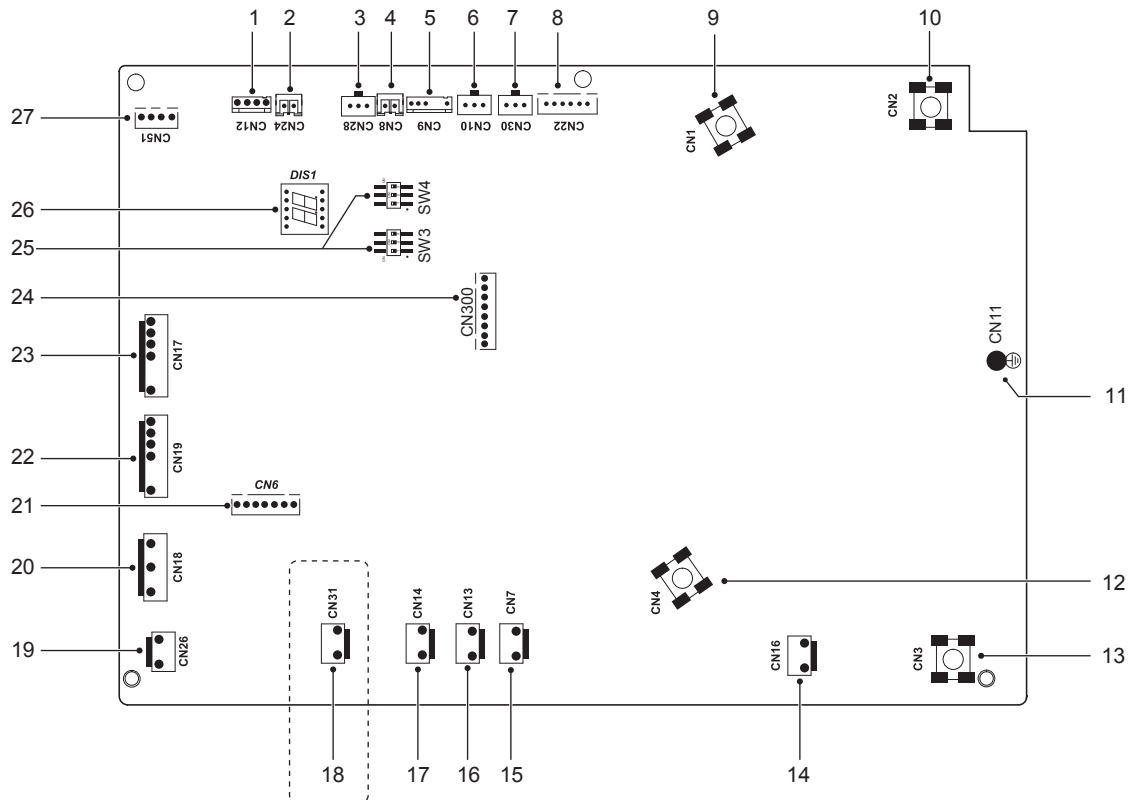 1 2 3 4 5 6 7 8 9 10
CN12 CN24 CN28 CN8 CN9 CN10 CN30 CN22 CN1 CN2
27 CN51
DIS1
26 SW4
25 SW3
24 CN300
CN11
23 CN17
11
22 CN19
21 CN6
20 CN18
CN4 12
CN31 CN14 CN13 CN7
19 CN26 CN16 CN3 13
18 17 16 15 14